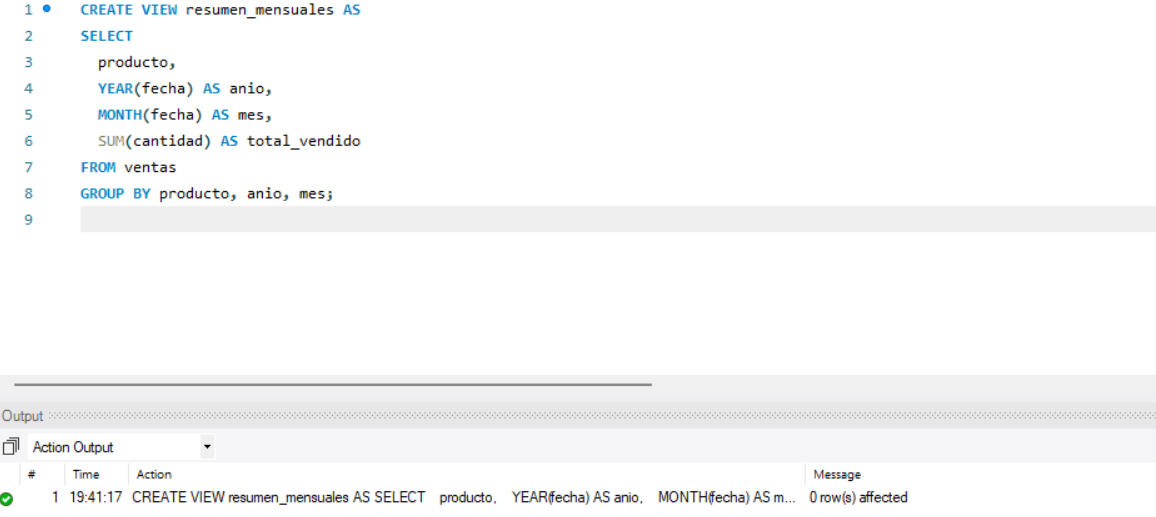 1 CREATE VIEW resumen_mensuales AS
2 SELECT
3 producto,
4 YEAR(fecha) AS anio,
5 MONTH(fecha) AS mes,
6 SUM(cantidad) AS total_vendido
7 FROM ventas
8 GROUP BY producto, anio, mes;
9
Output
Action Output
# Time Action Message
1 19:41:17 CREATE VIEW resumen_mensuales AS SELECT producto, YEAR(fecha) AS anio, MONTH(fecha) AS m... 0 row(s) affected